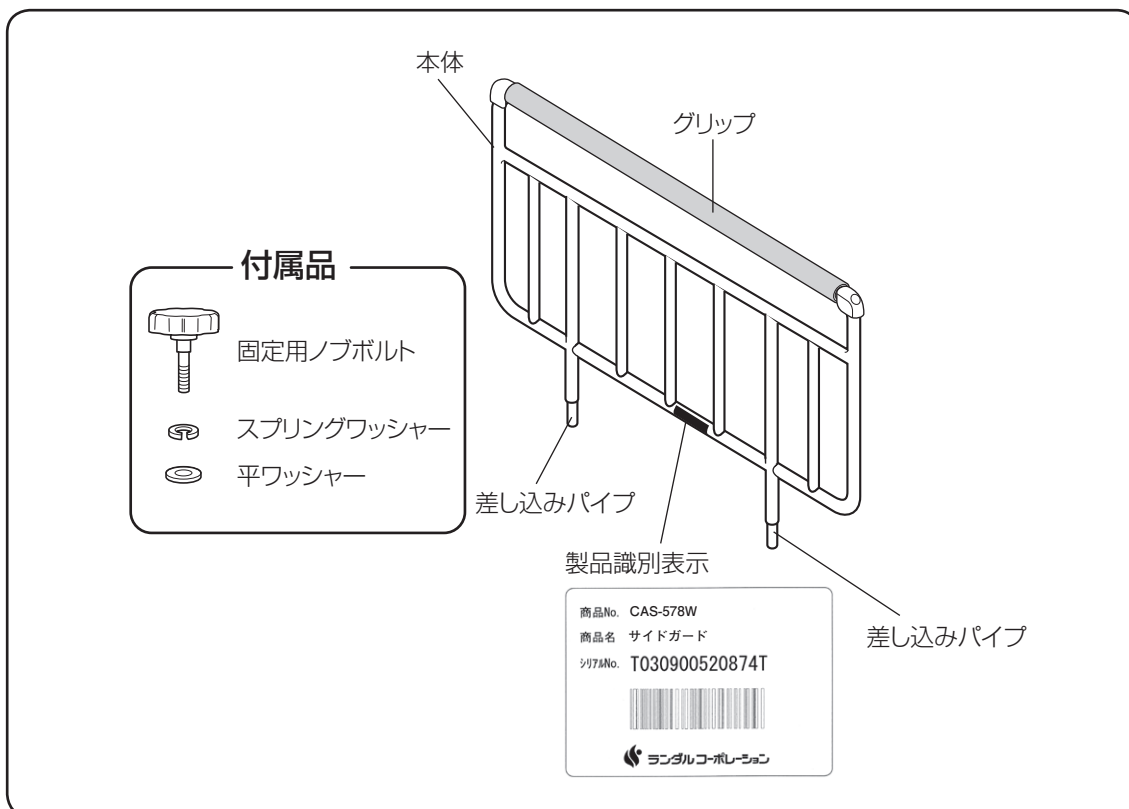 本体
グリップ
付属品
固定用ノブボルト
スプリングワッシャー
平ワッシャー
差し込みパイプ
製品識別表示
差し込みパイプ
商品No. CAS-578W
商品名 サイドガード
ｼﾘｱﾙNo. T030900520874T
ランダルコーポレーション